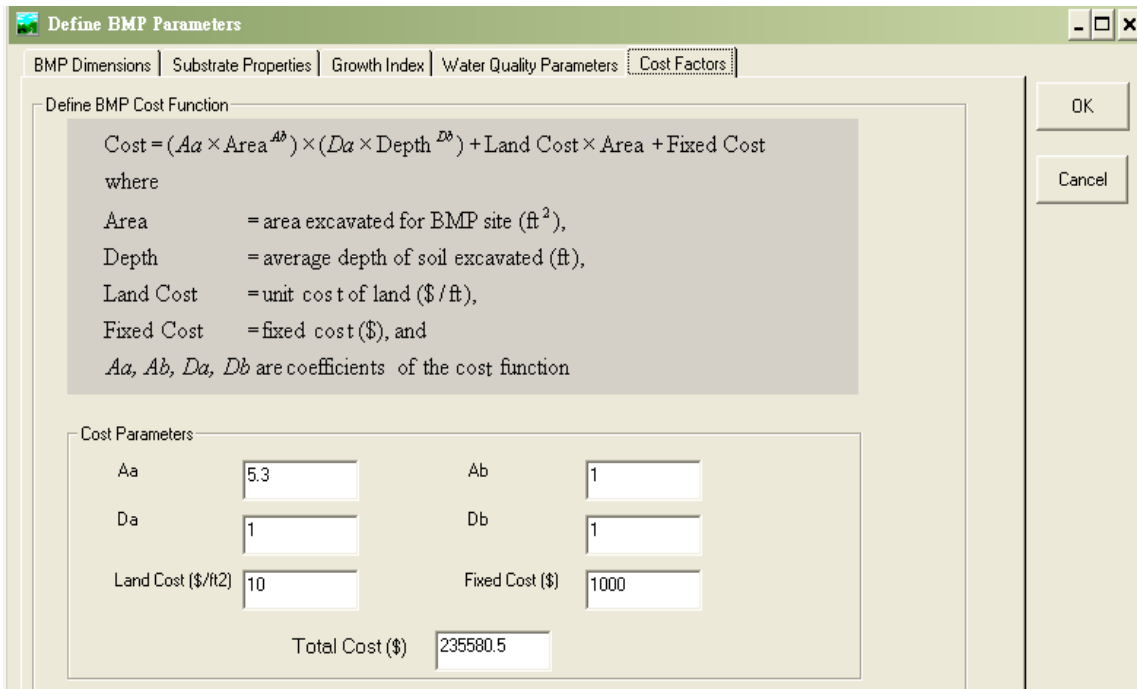 Define BMP Parameters
BMP Dimensions Substrate Properties Growth Index Water Quality Parameters Cost Factors
Define BMP Cost Function
OK
Cost = (Aa × Area^Ab) × (Da × Depth^Db) + Land Cost × Area + Fixed Cost
where
Cancel
Area = area excavated for BMP site (ft²),
Depth = average depth of soil excavated (ft),
Land Cost = unit cost of land ($/ft),
Fixed Cost = fixed cost ($), and
Aa, Ab, Da, Db are coefficients of the cost function
Cost Parameters
Aa 5.3 Ab 1
Da 1 Db 1
Land Cost ($/ft2) 10 Fixed Cost ($) 1000
Total Cost ($) 235580.5